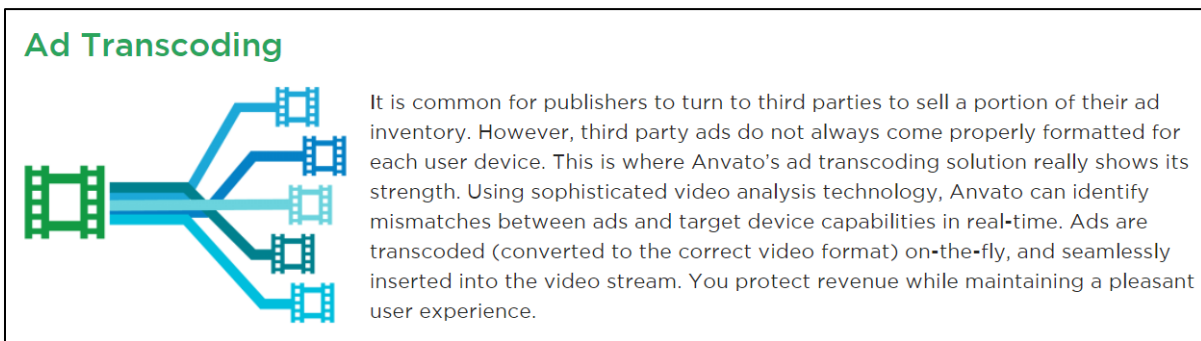 Ad Transcoding
It is common for publishers to turn to third parties to sell a portion of their ad
inventory. However, third party ads do not always come properly formatted for
each user device. This is where Anvato's ad transcoding solution really shows its
strength. Using sophisticated video analysis technology, Anvato can identify
mismatches between ads and target device capabilities in real-time. Ads are
transcoded (converted to the correct video format) on-the-fly, and seamlessly
inserted into the video stream. You protect revenue while maintaining a pleasant
user experience.